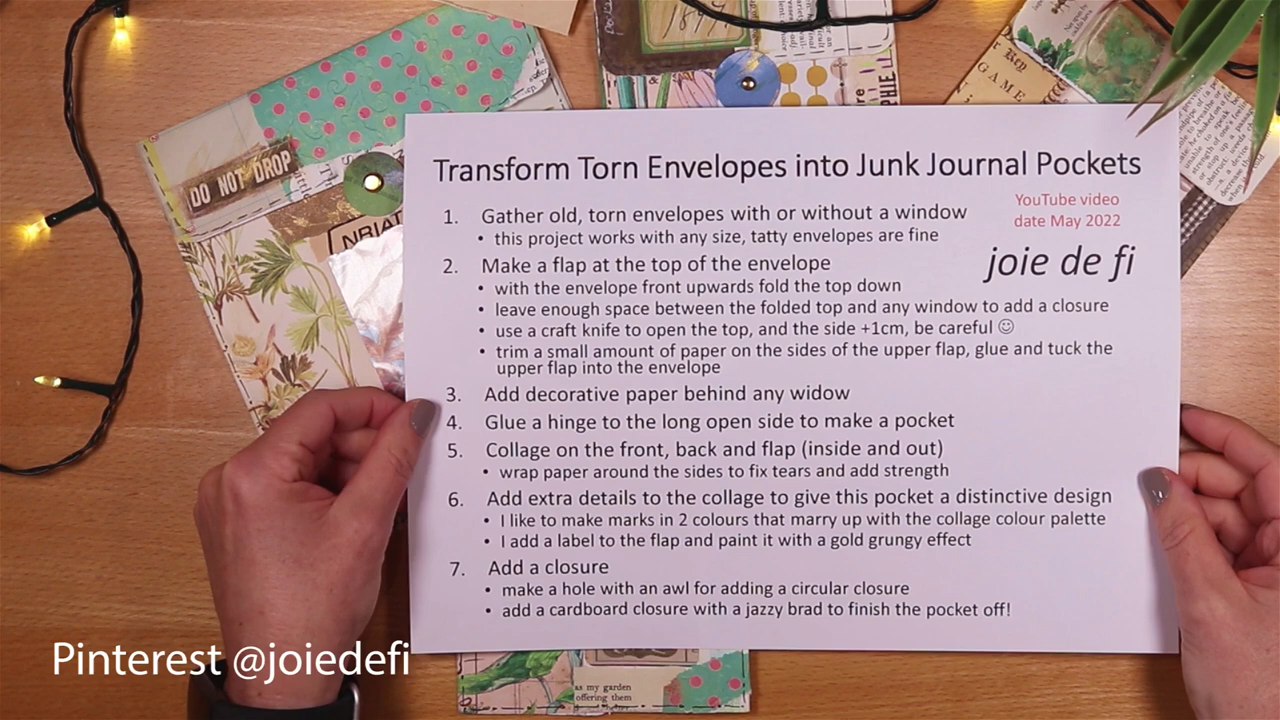 DO NOT DROP
Transform Torn Envelopes into Junk Journal Pockets
YouTube video
date May 2022
joie de fi
1. Gather old, torn envelopes with or without a window
• this project works with any size, tatty envelopes are fine
2. Make a flap at the top of the envelope
• with the envelope front upwards fold the top down
• leave enough space between the folded top and any window to add a closure
• use a craft knife to open the top, and the side +1cm, be careful ☺
• trim a small amount of paper on the sides of the upper flap, glue and tuck the
upper flap into the envelope
3. Add decorative paper behind any widow
4. Glue a hinge to the long open side to make a pocket
5. Collage on the front, back and flap (inside and out)
• wrap paper around the sides to fix tears and add strength
6. Add extra details to the collage to give this pocket a distinctive design
• I like to make marks in 2 colours that marry up with the collage colour palette
• I add a label to the flap and paint it with a gold grungy effect
7. Add a closure
• make a hole with an awl for adding a circular closure
• add a cardboard closure with a jazzy brad to finish the pocket off!
GAME
as my garden
offering them
Pinterest @joiedefi